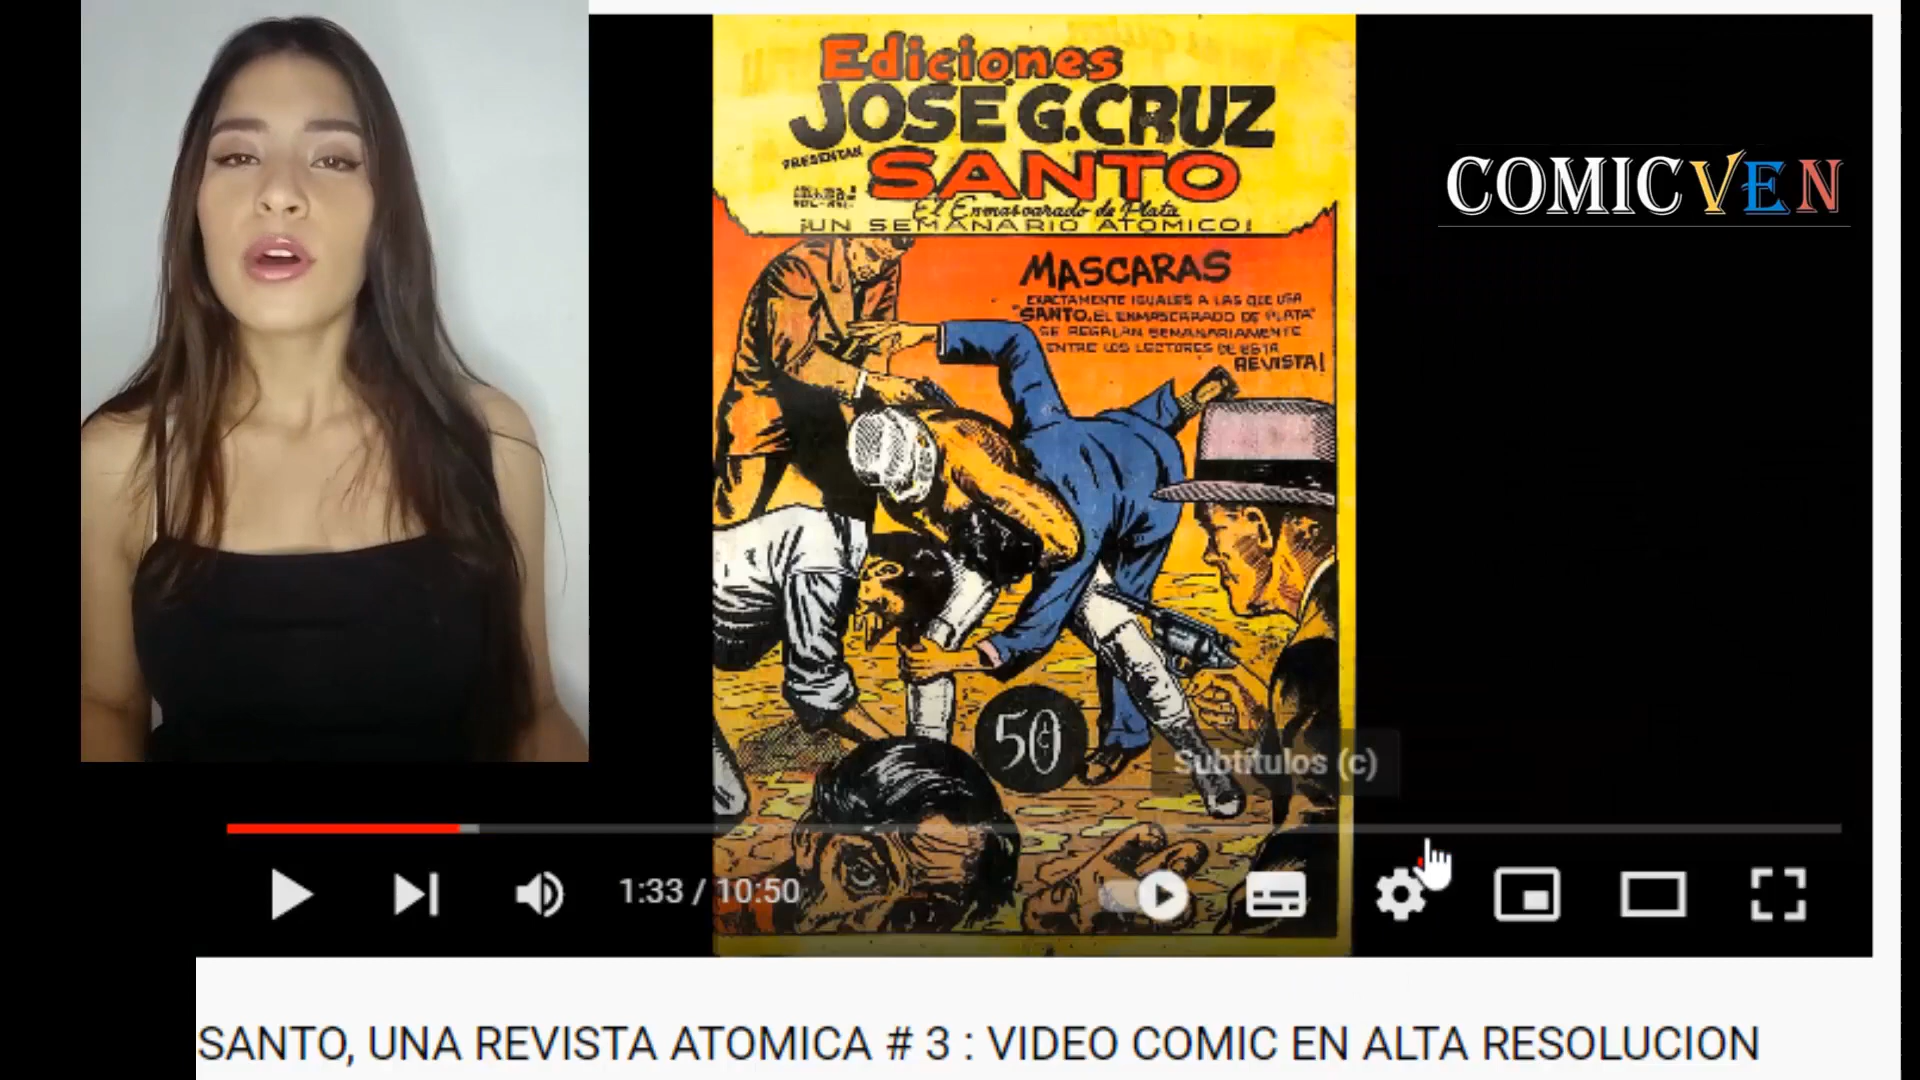 Ediciones
JOSE G. CRUZ
PRESENTAN
SANTO
El Enmascarado de Plata
¡UN SEMANARIO ATOMICO!
MASCARAS
EXACTAMENTE IGUALES A LAS QUE USA
"SANTO, EL ENMASCARADO DE PLATA"
SE REGALAN SEMANARIAMENTE
ENTRE LOS LECTORES DE ESTA
REVISTA!
50¢
COMICVEN
Subtítulos (c)
1:33 / 10:50
SANTO, UNA REVISTA ATOMICA # 3 : VIDEO COMIC EN ALTA RESOLUCION